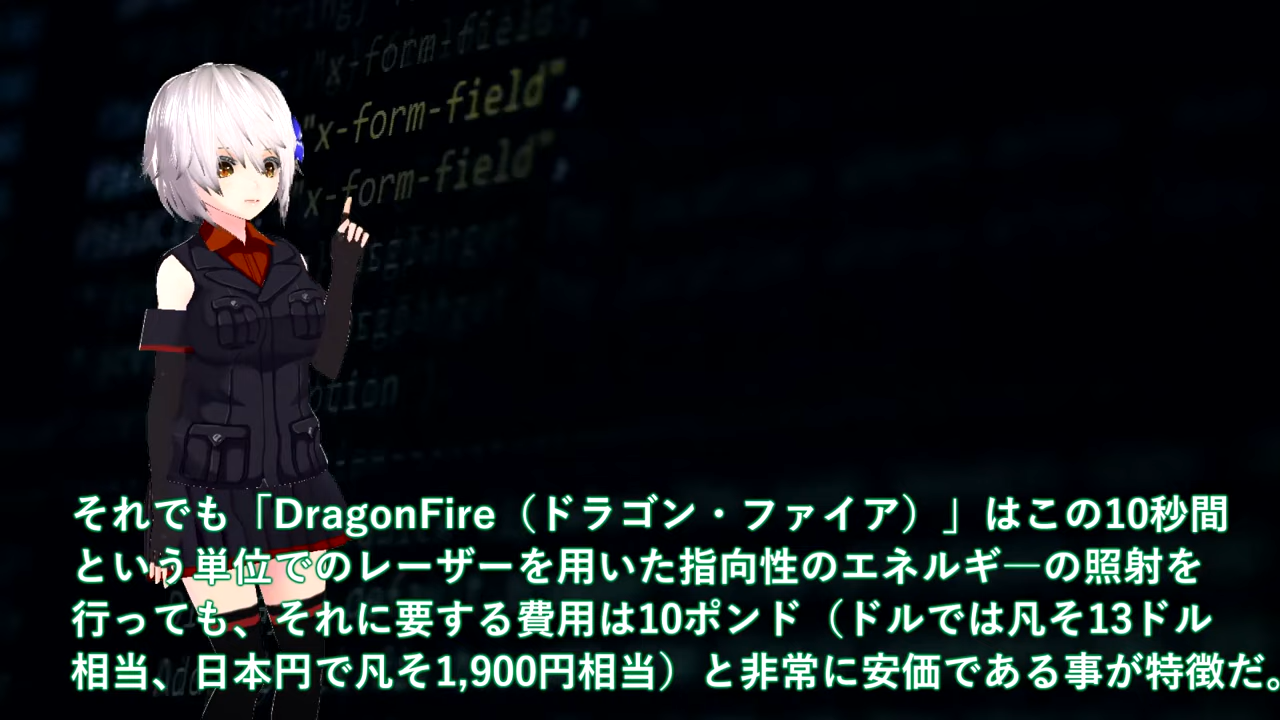 "x-form-field",
"x-form-field",
"x-form-field",
それでも「DragonFire（ドラゴン・ファイア）」はこの10秒間
という単位でのレーザーを用いた指向性のエネルギ―の照射を
行っても、それに要する費用は10ポンド（ドルでは凡そ13ドル
相当、日本円で凡そ1,900円相当）と非常に安価である事が特徴だ。